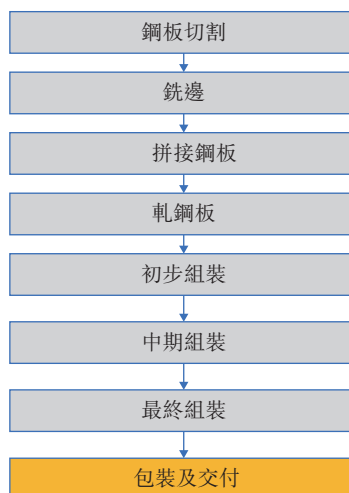 鋼板切割
銑邊
拼接鋼板
軋鋼板
初步組裝
中期組裝
最終組裝
包裝及交付